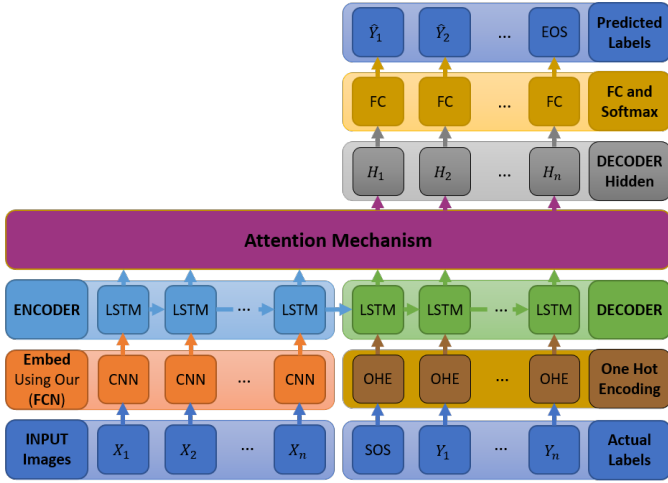 Ŷ₁ Ŷ₂ ... EOS Predicted
Labels
FC FC ... FC FC and
Softmax
H₁ H₂ ... Hₙ DECODER
Hidden
Attention Mechanism
ENCODER LSTM LSTM ... LSTM LSTM LSTM ... LSTM DECODER
Embed
Using Our
(FCN)
CNN CNN ... CNN OHE OHE ... OHE One Hot
Encoding
INPUT
Images
X₁ X₂ ... Xₙ SOS Y₁ ... Yₙ Actual
Labels